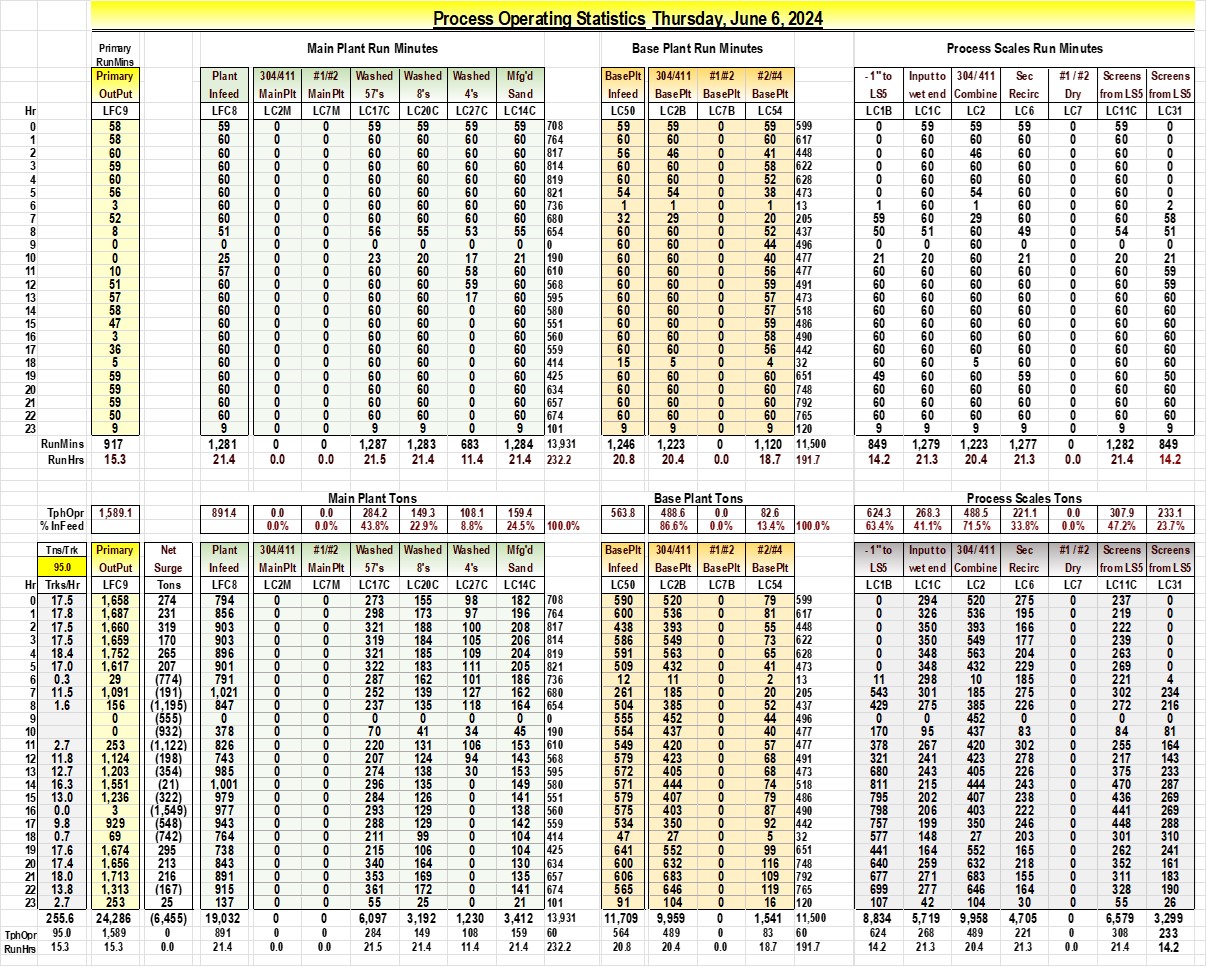 Process Operating Statistics Thursday, June 6, 2024
Primary Main Plant Run Minutes Base Plant Run Minutes Process Scales Run Minutes
RunMins
Primary Plant 304/411 #1/#2 Washed Washed Washed Mfg'd BasePlt 304/411 #1/#2 #2/#4 - 1" to Input to 304/ 411 Sec #1 / #2 Screens Screens
OutPut Infeed MainPlt MainPlt 57's 8's 4's Sand Infeed BasePlt BasePlt BasePlt LS5 wet end Combine Recirc Dry from LS5 from LS5
Hr LFC9 LFC8 LC2M LC7M LC17C LC20C LC27C LC14C LC50 LC2B LC7B LC54 LC1B LC1C LC2 LC6 LC7 LC11C LC31
0 58 59 0 0 59 59 59 59 708 59 59 0 59 599 0 59 59 59 0 59 0
1 58 60 0 0 60 60 60 60 764 60 60 0 60 617 0 60 60 60 0 60 0
2 60 60 0 0 60 60 60 60 817 56 46 0 41 448 0 60 46 60 0 60 0
3 59 60 0 0 60 60 60 60 814 60 60 0 58 622 0 60 60 60 0 60 0
4 60 60 0 0 60 60 60 60 819 60 60 0 52 628 0 60 60 60 0 60 0
5 56 60 0 0 60 60 60 60 821 54 54 0 38 473 0 60 54 60 0 60 0
6 3 60 0 0 60 60 60 60 736 1 1 0 1 13 1 60 1 60 0 60 2
7 52 60 0 0 60 60 60 60 680 32 29 0 20 205 59 60 29 60 0 60 58
8 8 51 0 0 56 55 53 55 654 60 60 0 52 437 50 51 60 49 0 54 51
9 0 0 0 0 0 0 0 0 0 60 60 0 44 496 0 0 60 0 0 0 0
10 0 25 0 0 23 20 17 21 190 60 60 0 40 477 21 20 60 21 0 20 21
11 10 57 0 0 60 60 58 60 610 60 60 0 56 477 60 60 60 60 0 60 59
12 51 60 0 0 60 60 59 60 568 60 60 0 59 491 60 60 60 60 0 60 59
13 57 60 0 0 60 60 17 60 595 60 60 0 57 473 60 60 60 60 0 60 60
14 58 60 0 0 60 60 0 60 580 60 60 0 57 518 60 60 60 60 0 60 60
15 47 60 0 0 60 60 0 60 551 60 60 0 59 486 60 60 60 60 0 60 60
16 3 60 0 0 60 60 0 60 560 60 60 0 58 490 60 60 60 60 0 60 60
17 36 60 0 0 60 60 0 60 559 60 60 0 56 442 60 60 60 60 0 60 60
18 5 60 0 0 60 60 0 60 414 15 5 0 4 32 60 60 5 60 0 60 60
19 59 60 0 0 60 60 0 60 425 60 60 0 60 651 49 60 60 59 0 60 50
20 59 60 0 0 60 60 0 60 634 60 60 0 60 748 60 60 60 60 0 60 60
21 59 60 0 0 60 60 0 60 657 60 60 0 60 792 60 60 60 60 0 60 60
22 50 60 0 0 60 60 0 60 674 60 60 0 60 765 60 60 60 60 0 60 60
23 9 9 0 0 9 9 0 9 101 9 9 0 9 120 9 9 9 9 0 9 9
RunMins 917 1,281 0 0 1,287 1,283 683 1,284 13,931 1,246 1,223 0 1,120 11,500 849 1,279 1,223 1,277 0 1,282 849
Run Hrs 15.3 21.4 0.0 0.0 21.5 21.4 11.4 21.4 232.2 20.8 20.4 0.0 18.7 191.7 14.2 21.3 20.4 21.3 0.0 21.4 14.2
Main Plant Tons Base Plant Tons Process Scales Tons
TphOpr 1,589.1 891.4 0.0 0.0 284.2 149.3 108.1 159.4 563.8 488.6 0.0 82.6 624.3 268.3 488.5 221.1 0.0 307.9 233.1
% InFeed 0.0% 0.0% 43.8% 22.9% 8.8% 24.5% 100.0% 86.6% 0.0% 13.4% 100.0% 63.4% 41.1% 71.5% 33.8% 0.0% 47.2% 23.7%
Tns/Trk Primary Net Plant 304/411 #1/#2 Washed Washed Washed Mfg'd BasePlt 304/411 #1/#2 #2/#4 - 1" to Input to 304/ 411 Sec #1 / #2 Screens Screens
95.0 OutPut Surge Infeed MainPlt MainPlt 57's 8's 4's Sand Infeed BasePlt BasePlt BasePlt LS5 wet end Combine Recirc Dry from LS5 from LS5
Hr Trks/Hr LFC9 Tons LFC8 LC2M LC7M LC17C LC20C LC27C LC14C LC50 LC2B LC7B LC54 LC1B LC1C LC2 LC6 LC7 LC11C LC31
0 17.5 1,658 274 794 0 0 273 155 98 182 708 590 520 0 79 599 0 294 520 275 0 237 0
1 17.8 1,687 231 856 0 0 298 173 97 196 764 600 536 0 81 617 0 326 536 195 0 219 0
2 17.5 1,660 319 903 0 0 321 188 100 208 817 438 393 0 55 448 0 350 393 166 0 222 0
3 17.5 1,659 170 903 0 0 319 184 105 206 814 586 549 0 73 622 0 350 549 177 0 239 0
4 18.4 1,752 265 896 0 0 321 185 109 204 819 591 563 0 65 628 0 348 563 204 0 263 0
5 17.0 1,617 207 901 0 0 322 183 111 205 821 509 432 0 41 473 0 348 432 229 0 269 0
6 0.3 29 (774) 791 0 0 287 162 101 186 736 12 11 0 2 13 11 298 10 185 0 221 4
7 11.5 1,091 (191) 1,021 0 0 252 139 127 162 680 261 185 0 20 205 543 301 185 275 0 302 234
8 1.6 156 (1,195) 847 0 0 237 135 118 164 654 504 385 0 52 437 429 275 385 226 0 272 216
9 0 (555) 0 0 0 0 0 0 0 0 555 452 0 44 496 0 0 452 0 0 0 0
10 0 (932) 378 0 0 70 41 34 45 190 554 437 0 40 477 170 95 437 83 0 84 81
11 2.7 253 (1,122) 826 0 0 220 131 106 153 610 549 420 0 57 477 378 267 420 302 0 255 164
12 11.8 1,124 (198) 743 0 0 207 124 94 143 568 579 423 0 68 491 321 241 423 278 0 217 143
13 12.7 1,203 (354) 985 0 0 274 138 30 153 595 572 405 0 68 473 680 243 405 226 0 375 233
14 16.3 1,551 (21) 1,001 0 0 296 135 0 149 580 571 444 0 74 518 811 215 444 243 0 470 287
15 13.0 1,236 (322) 979 0 0 284 126 0 141 551 579 407 0 79 486 795 202 407 238 0 436 269
16 0.0 3 (1,549) 977 0 0 293 129 0 138 560 575 403 0 87 490 798 206 403 222 0 441 269
17 9.8 929 (548) 943 0 0 288 129 0 142 559 534 350 0 92 442 757 199 350 246 0 448 288
18 0.7 69 (742) 764 0 0 211 99 0 104 414 47 27 0 5 32 577 148 27 203 0 301 310
19 17.6 1,674 295 738 0 0 215 106 0 104 425 641 552 0 99 651 441 164 552 165 0 262 241
20 17.4 1,656 213 843 0 0 340 164 0 130 634 600 632 0 116 748 640 259 632 218 0 352 161
21 18.0 1,713 216 891 0 0 353 169 0 135 657 606 683 0 109 792 677 271 683 155 0 311 183
22 13.8 1,313 (167) 915 0 0 361 172 0 141 674 565 646 0 119 765 699 277 646 164 0 328 190
23 2.7 253 25 137 0 0 55 25 0 21 101 91 104 0 16 120 107 42 104 30 0 55 26
255.6 24,286 (6,455) 19,032 0 0 6,097 3,192 1,230 3,412 13,931 11,709 9,959 0 1,541 11,500 8,834 5,719 9,958 4,705 0 6,579 3,299
TphOpr 95.0 1,589 0 891 0 0 284 149 108 159 60 564 489 0 83 60 624 268 489 221 0 308 233
RunHrs 15.3 15.3 0.0 21.4 0.0 0.0 21.5 21.4 11.4 21.4 232.2 20.8 20.4 0.0 18.7 191.7 14.2 21.3 20.4 21.3 0.0 21.4 14.2